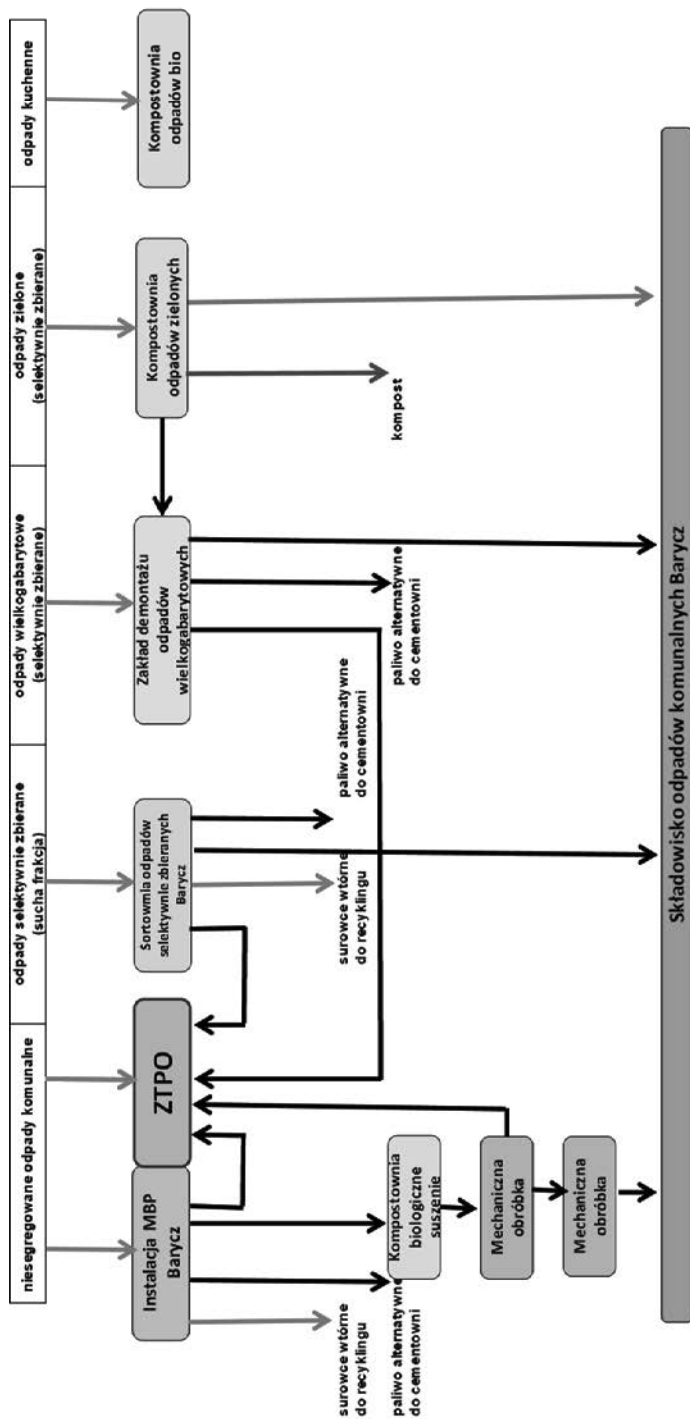 niesegregowane odpady komunalne
odpady selektywnie zbierane
(sucha frakcja)
odpady wielkogabarytowe
(selektywnie zbierane)
odpady zielone
(selektywnie zbierane)
odpady kuchenne
Instalacja MBP
Barycz
ZTPO
Sortowmia odpadów
selektywnie zbieranych
Barycz
Zakład demontażu
odpadów
wielkogabarytowych
Kompostownia
odpadów zielonych
Kompostownia
odpadów bio
surowce wtórne
do recyklingu
paliwo alternatywne
do cementowni
surowce wtórne
do recyklingu
paliwo alternatywne
do cementowni
paliwo alternatywne
do cementowni
kompost
Kompostownia
biologiczne
suszenie
Mechaniczna
obróbka
Mechaniczna
obróbka
Składowisko odpadów komunalnych Barycz